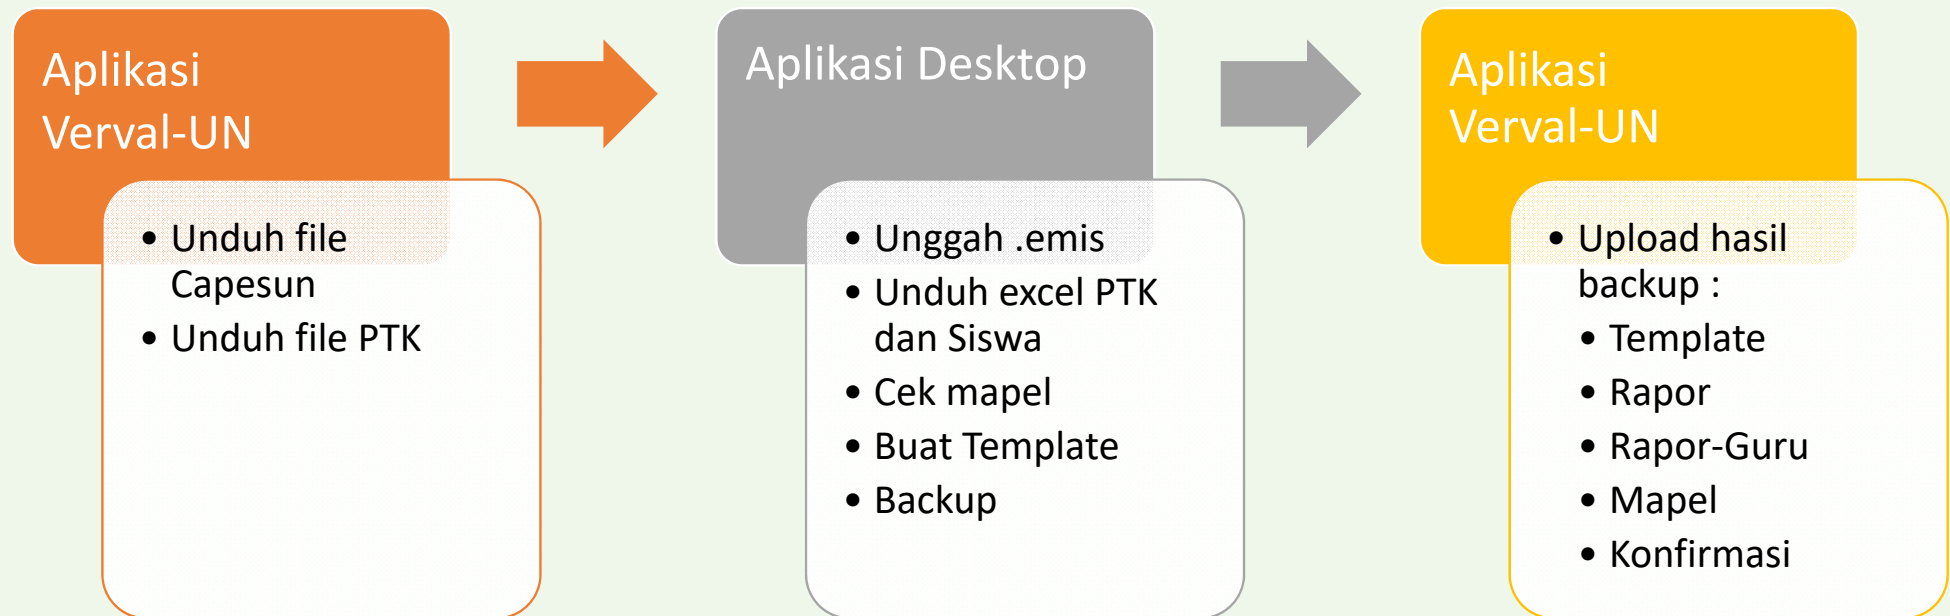 Aplikasi
Verval-UN
• Unduh file
Capesun
• Unduh file PTK
Aplikasi Desktop
• Unggah .emis
• Unduh excel PTK
dan Siswa
• Cek mapel
• Buat Template
• Backup
Aplikasi
Verval-UN
• Upload hasil
backup :
• Template
• Rapor
• Rapor-Guru
• Mapel
• Konfirmasi